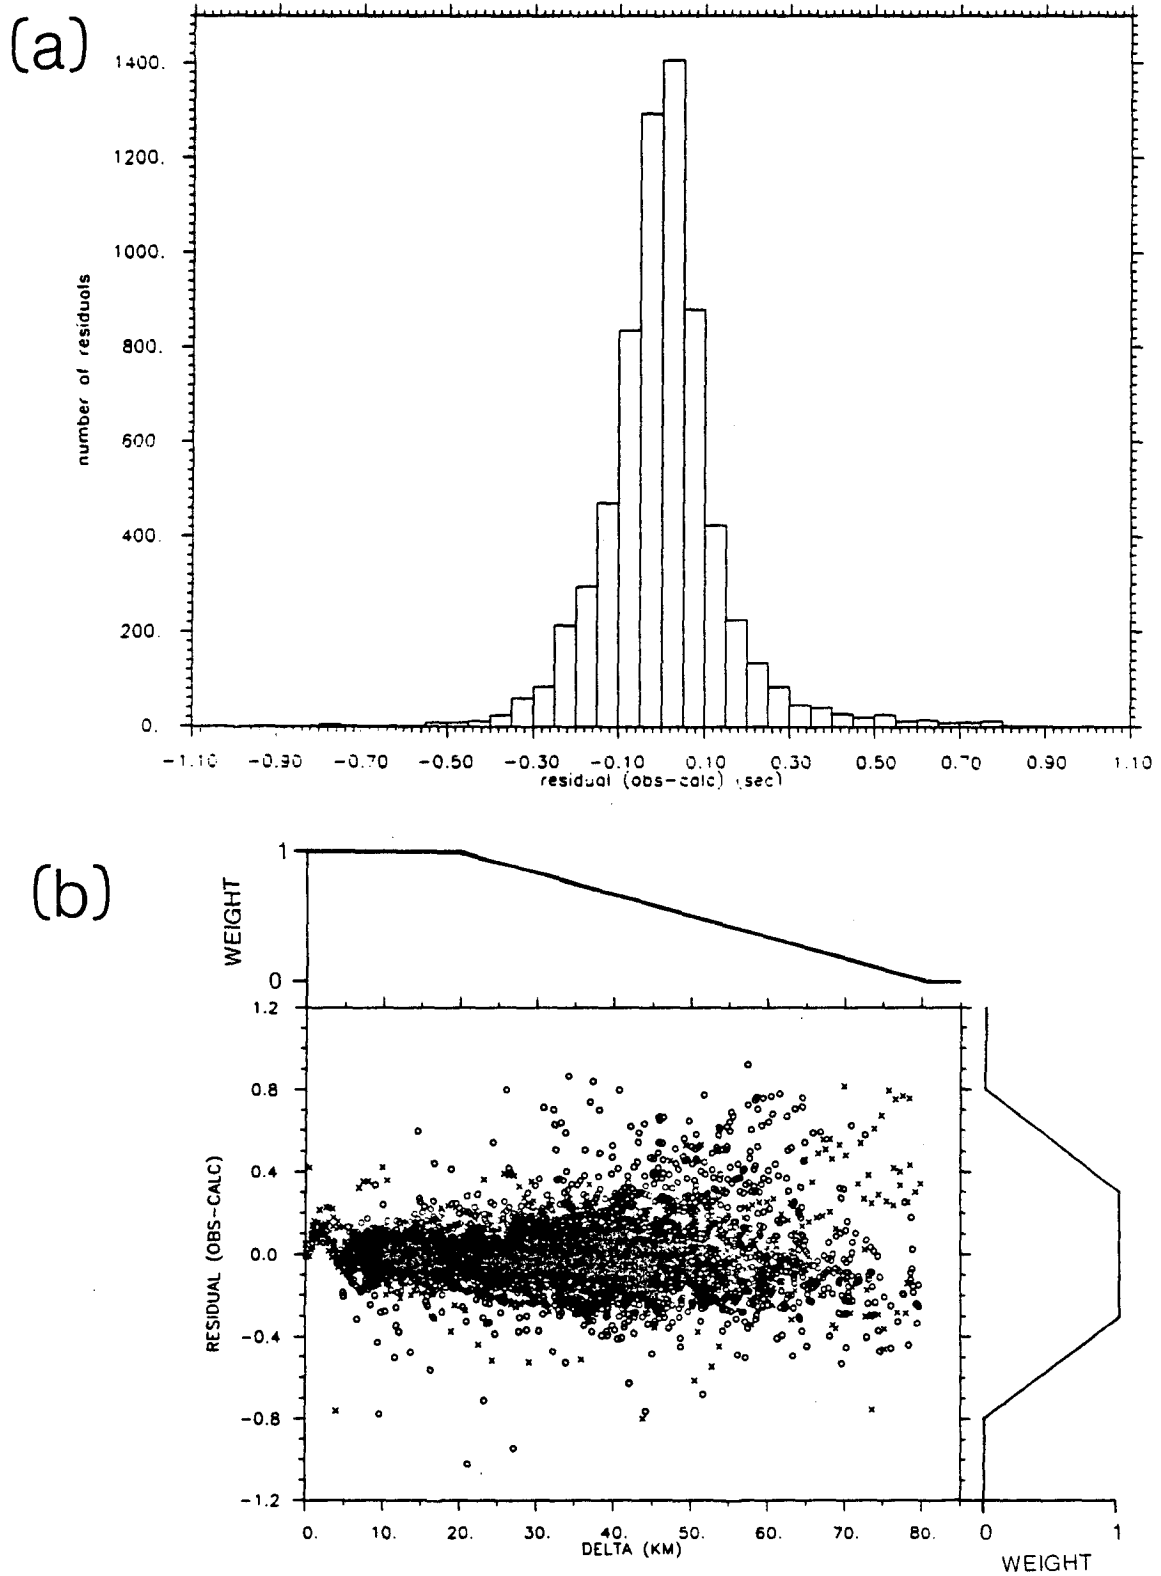 (a)
number of residuals
1400.
1200.
1000.
800.
600.
400.
200.
0.
-1.10 -0.90 -0.70 -0.50 -0.30 -0.10 0.10 0.30 0.50 0.70 0.90 1.10
residual (obs-calc) (sec)
(b)
WEIGHT
1
0
RESIDUAL (OBS-CALC)
1.2
0.8
0.4
0.0
-0.4
-0.8
-1.2
0. 10. 20. 30. 40. 50. 60. 70. 80.
DELTA (KM)
0 1
WEIGHT